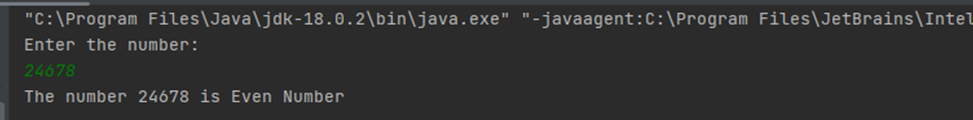 "C:\Program Files\Java\jdk-18.0.2\bin\java.exe" "-javaagent:C:\Program Files\JetBrains\Intel
Enter the number:
24678
The number 24678 is Even Number